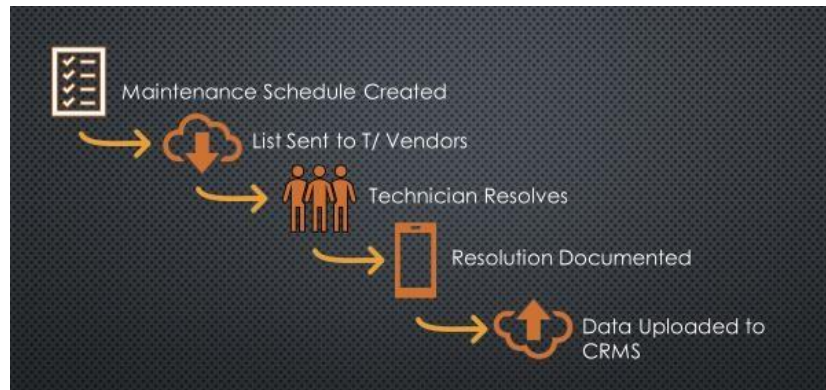 Maintenance Schedule Created
List Sent to T/ Vendors
Technician Resolves
Resolution Documented
Data Uploaded to
CRMS